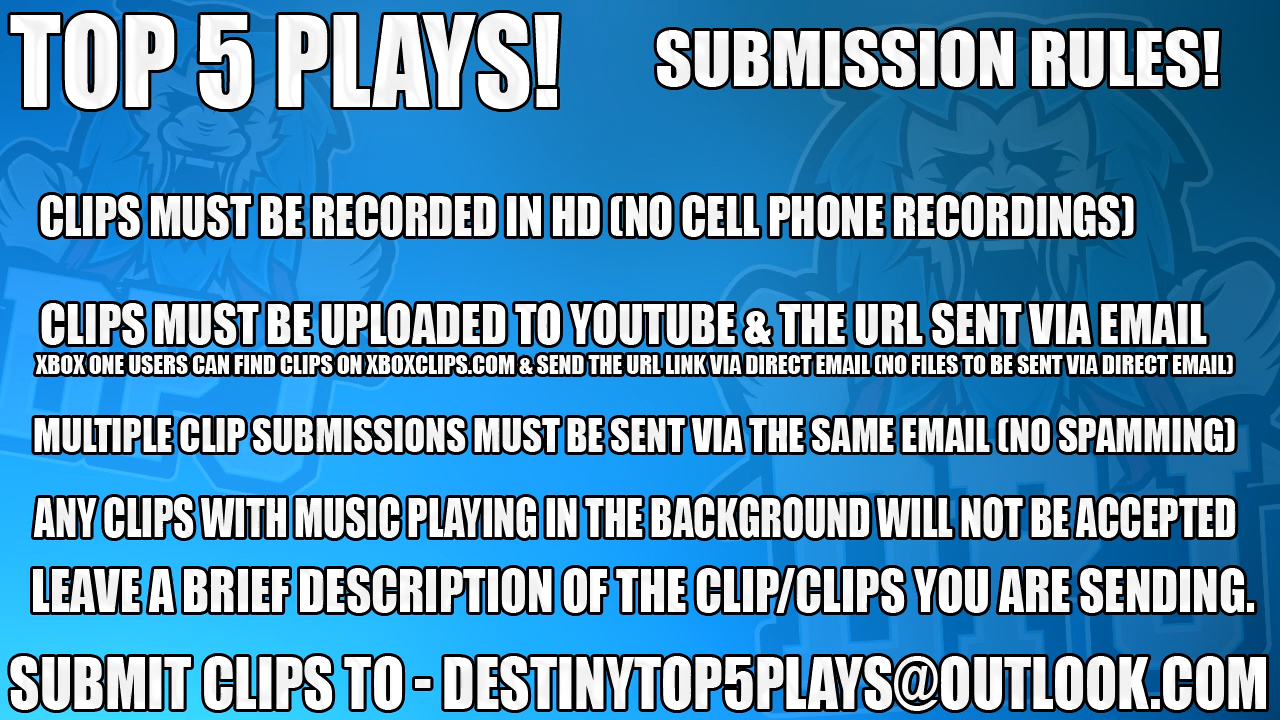 TOP 5 PLAYS!
SUBMISSION RULES!
CLIPS MUST BE RECORDED IN HD (NO CELL PHONE RECORDINGS)
CLIPS MUST BE UPLOADED TO YOUTUBE & THE URL SENT VIA EMAIL
XBOX ONE USERS CAN FIND CLIPS ON XBOXCLIPS.COM & SEND THE URL LINK VIA DIRECT EMAIL (NO FILES TO BE SENT VIA DIRECT EMAIL)
MULTIPLE CLIP SUBMISSIONS MUST BE SENT VIA THE SAME EMAIL (NO SPAMMING)
ANY CLIPS WITH MUSIC PLAYING IN THE BACKGROUND WILL NOT BE ACCEPTED
LEAVE A BRIEF DESCRIPTION OF THE CLIP/CLIPS YOU ARE SENDING.
SUBMIT CLIPS TO - DESTINYTOP5PLAYS@OUTLOOK.COM